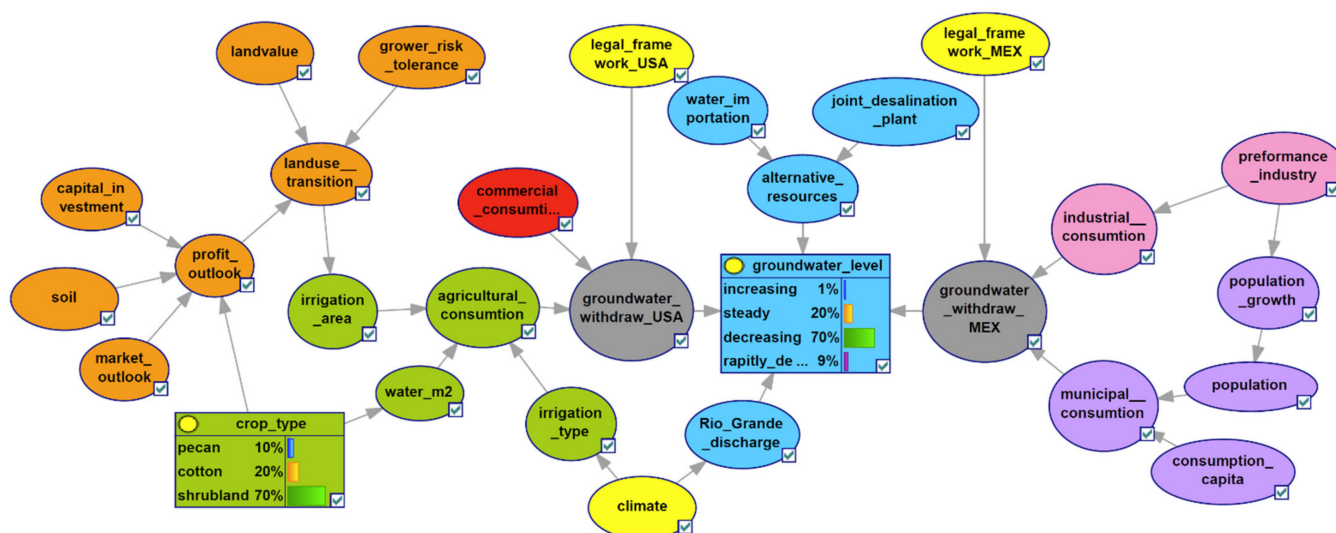 landvalue
grower_risk
_tolerance
legal_frame
work_USA
legal_frame
work_MEX
water_im
portation
joint_desalination
_plant
landuse__
transition
capital_in
vestment
commercial
_consumti...
alternative_
resources
preformance
_industry
industrial__
consumtion
profit_
outlook
soil
irrigation
_area
agricultural_
consumtion
groundwater_
withdraw_USA
groundwater_level
increasing 1%
steady 20%
decreasing 70%
rapitly_de ... 9%
groundwater
_withdraw_
MEX
population
_growth
market_
outlook
water_m2
irrigation
_type
Rio_Grande
_discharge
municipal__
consumtion
population
crop_type
pecan 10%
cotton 20%
shrubland 70%
climate
consumption_
capita